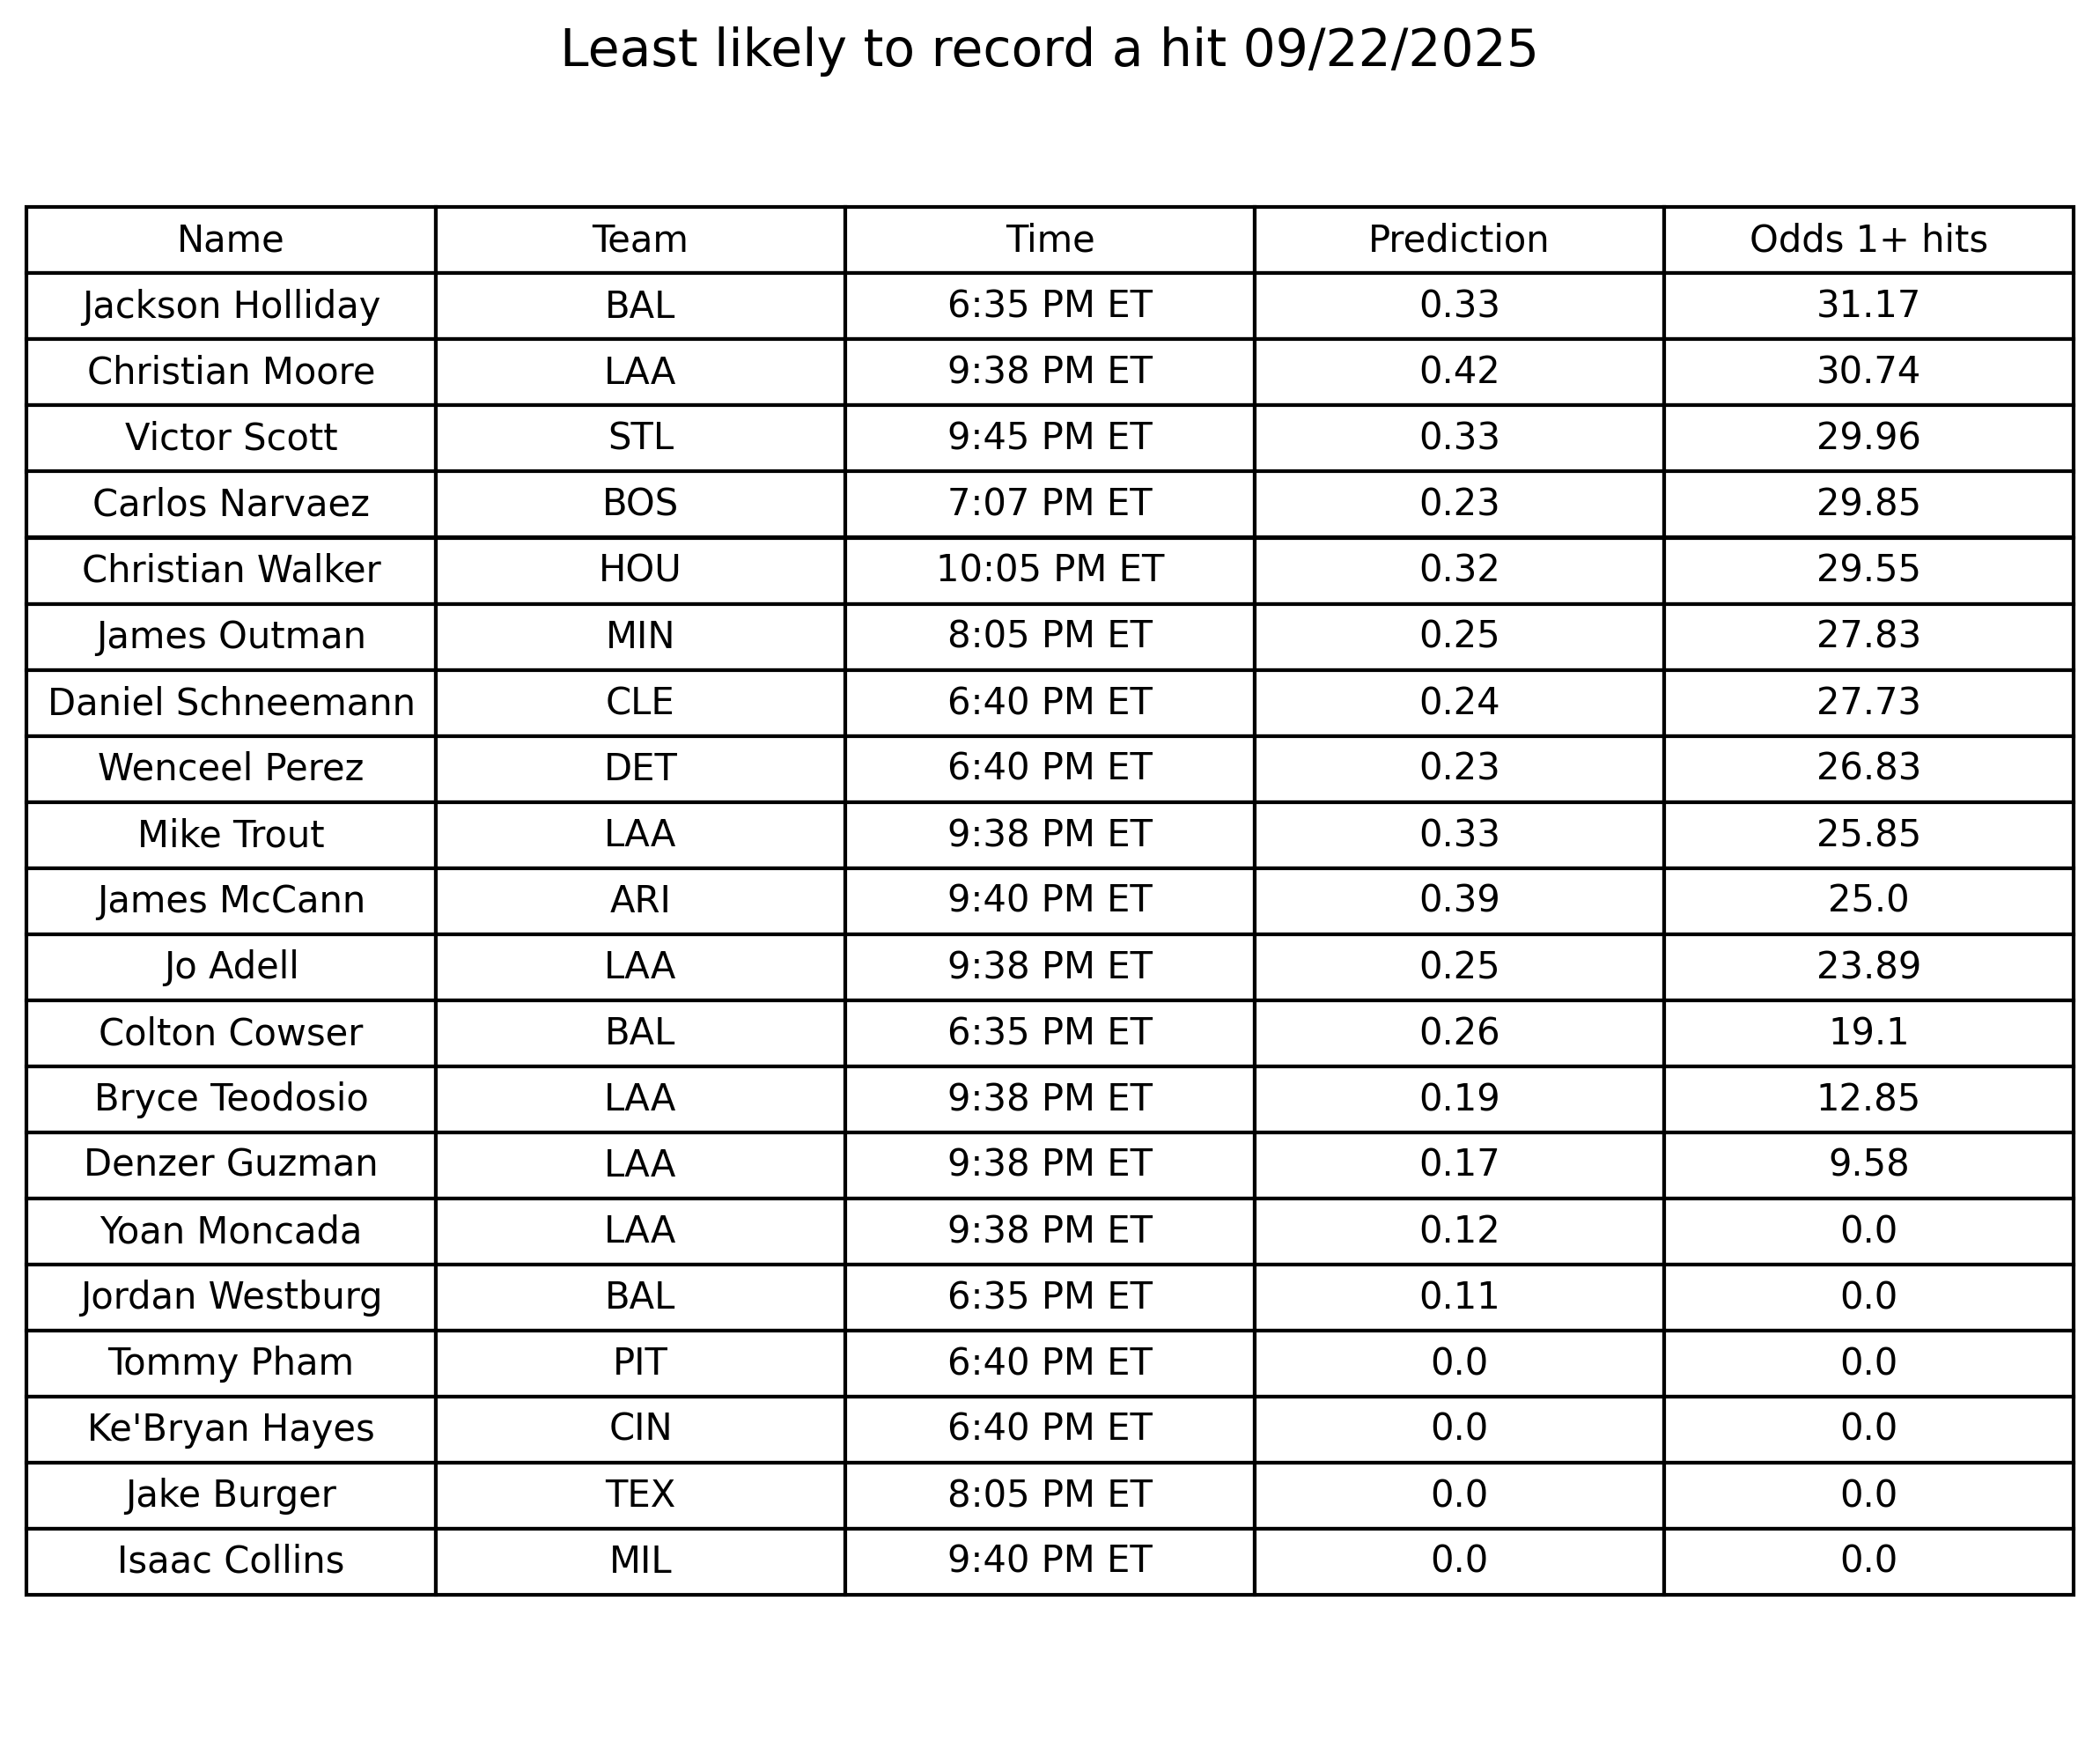 Least likely to record a hit 09/22/2025
Name Team Time Prediction Odds 1+ hits
Jackson Holliday BAL 6:35 PM ET 0.33 31.17
Christian Moore LAA 9:38 PM ET 0.42 30.74
Victor Scott STL 9:45 PM ET 0.33 29.96
Carlos Narvaez BOS 7:07 PM ET 0.23 29.85
Christian Walker HOU 10:05 PM ET 0.32 29.55
James Outman MIN 8:05 PM ET 0.25 27.83
Daniel Schneemann CLE 6:40 PM ET 0.24 27.73
Wenceel Perez DET 6:40 PM ET 0.23 26.83
Mike Trout LAA 9:38 PM ET 0.33 25.85
James McCann ARI 9:40 PM ET 0.39 25.0
Jo Adell LAA 9:38 PM ET 0.25 23.89
Colton Cowser BAL 6:35 PM ET 0.26 19.1
Bryce Teodosio LAA 9:38 PM ET 0.19 12.85
Denzer Guzman LAA 9:38 PM ET 0.17 9.58
Yoan Moncada LAA 9:38 PM ET 0.12 0.0
Jordan Westburg BAL 6:35 PM ET 0.11 0.0
Tommy Pham PIT 6:40 PM ET 0.0 0.0
Ke'Bryan Hayes CIN 6:40 PM ET 0.0 0.0
Jake Burger TEX 8:05 PM ET 0.0 0.0
Isaac Collins MIL 9:40 PM ET 0.0 0.0